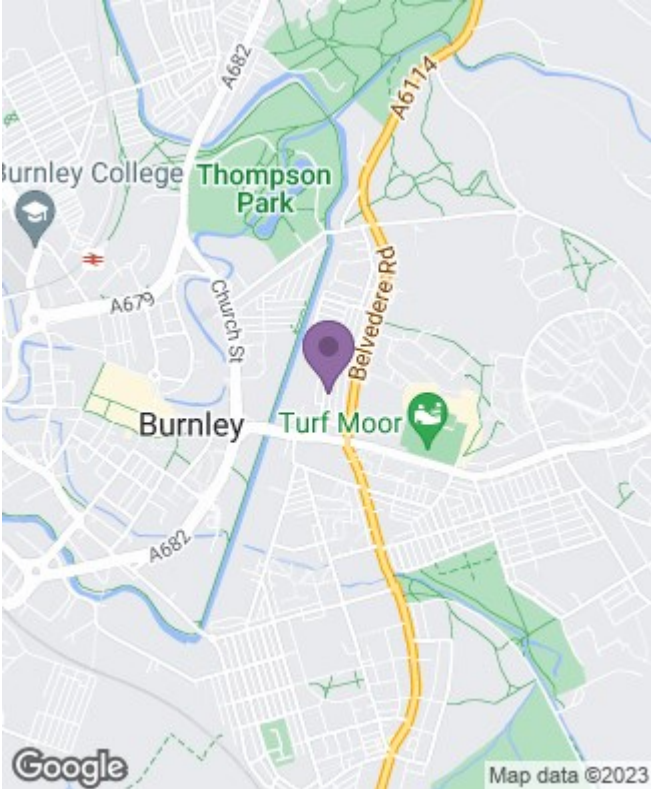 A682
A6114
Burnley College
Thompson
Park
A679
Church St
Belvedere Rd
Burnley
Turf Moor
A682
Google
Map data ©2023